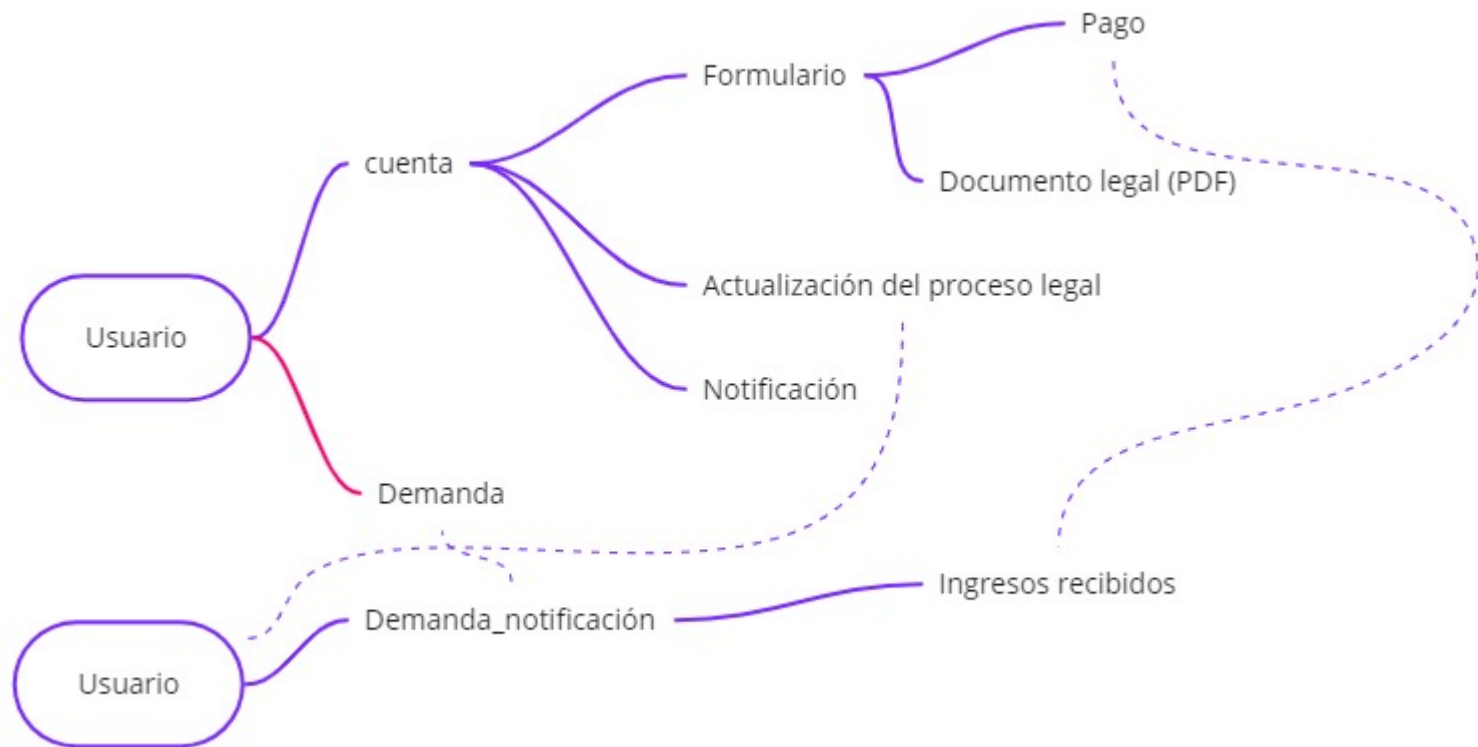 Pago
Formulario
cuenta
Documento legal (PDF)
Actualización del proceso legal
Usuario
Notificación
Demanda
Ingresos recibidos
Demanda_notificación
Usuario